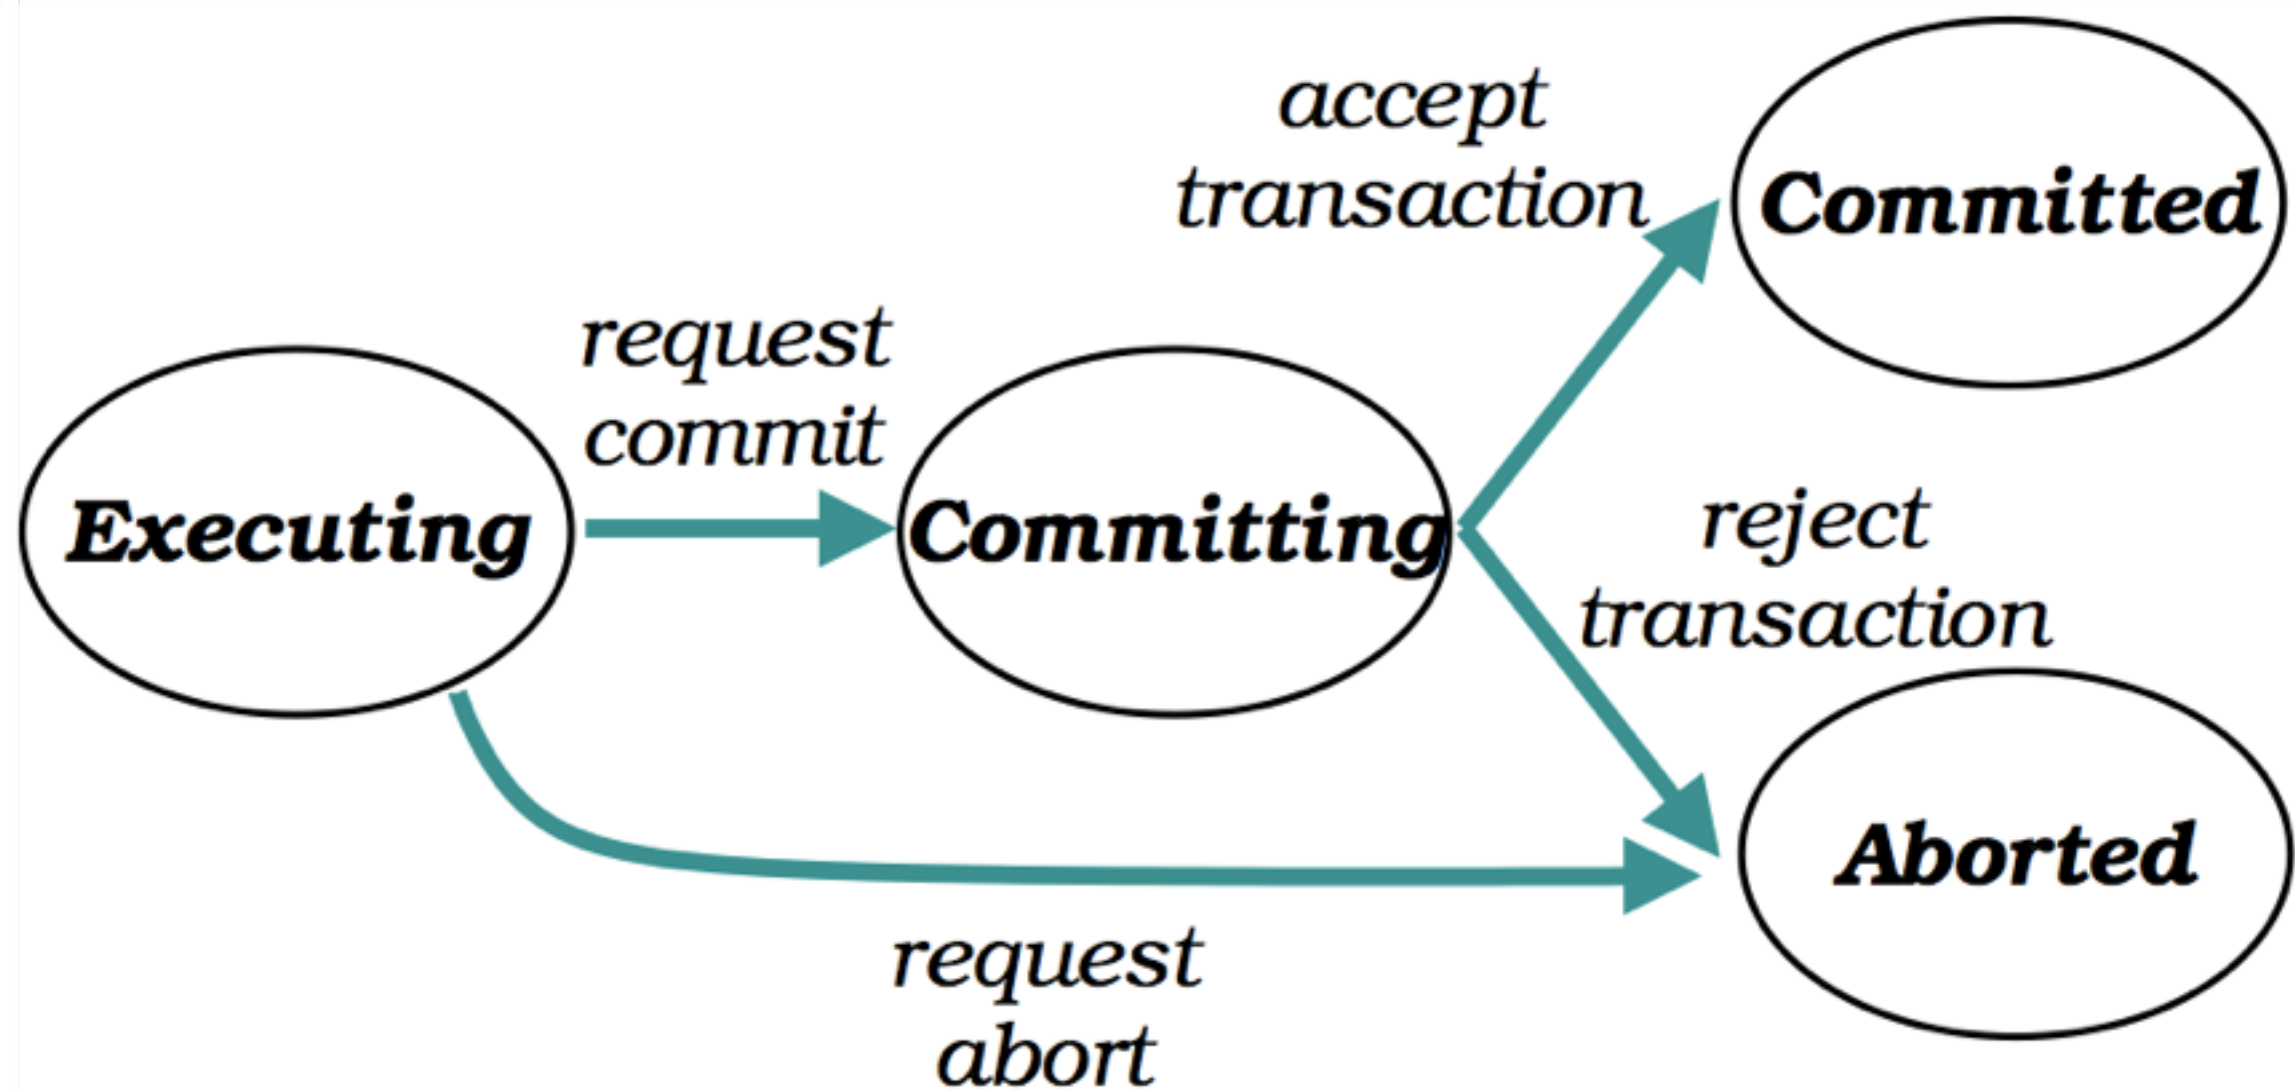 accept
transaction
Committed
request
commit
Executing
Committing
reject
transaction
Aborted
request
abort